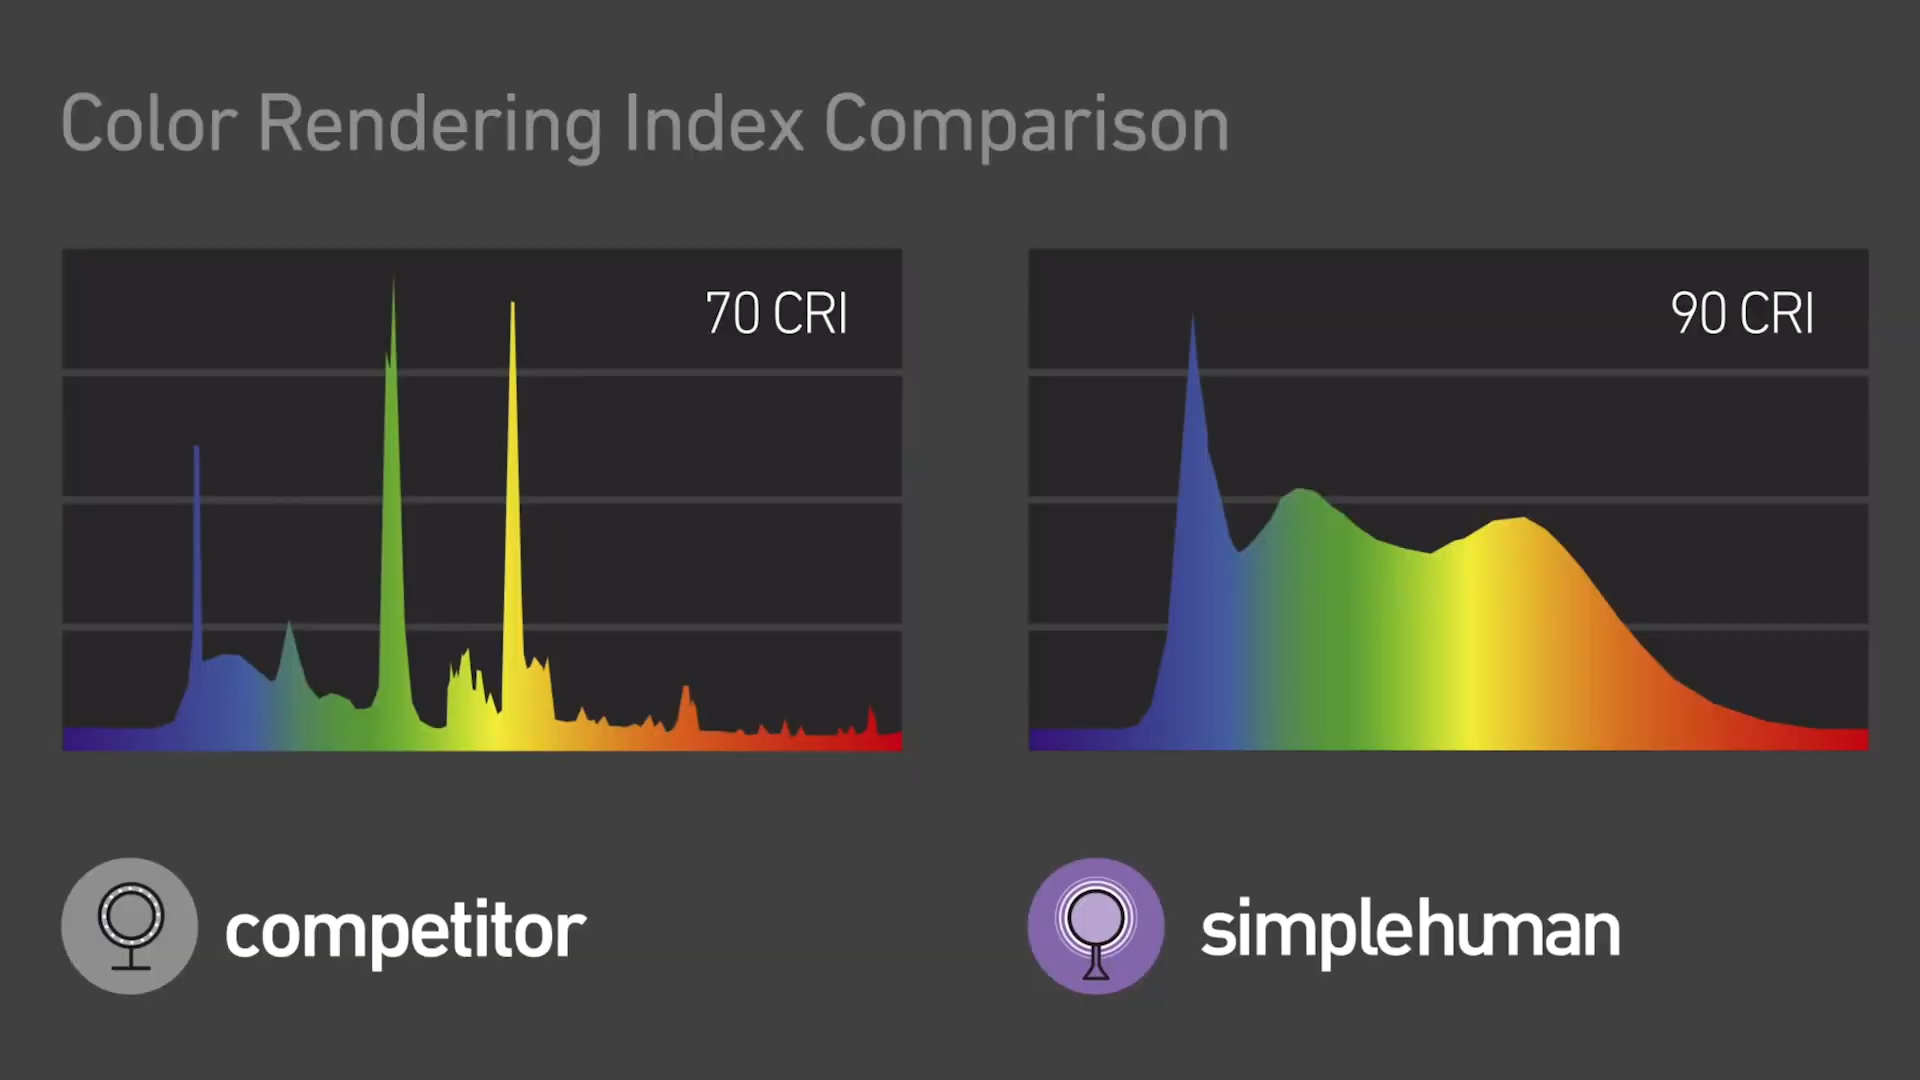 Color Rendering Index Comparison
70 CRI
90 CRI
competitor
simplehuman